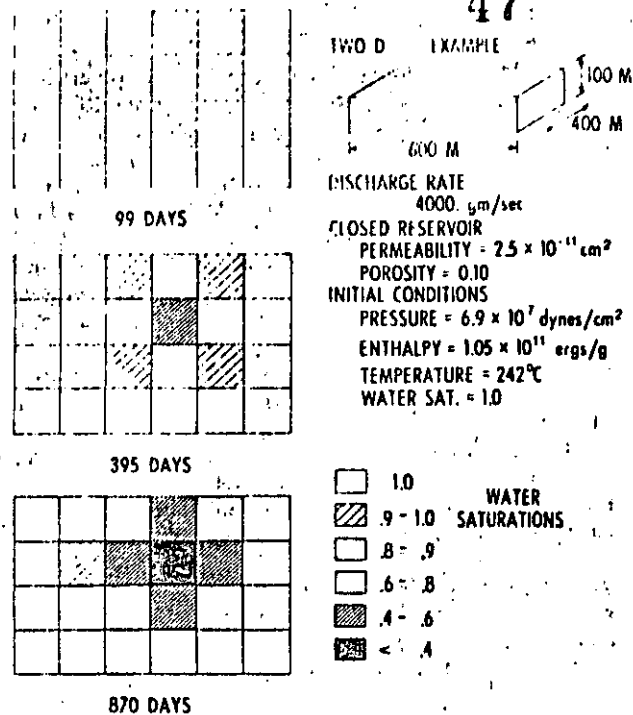 47
TWO D EXAMPLE
100 M
400 M
600 M
DISCHARGE RATE
4000. gm/sec
CLOSED RESERVOIR
PERMEABILITY = 2.5 × 10⁻¹¹ cm²
POROSITY = 0.10
INITIAL CONDITIONS
PRESSURE = 6.9 × 10⁷ dynes/cm²
ENTHALPY = 1.05 × 10¹¹ ergs/g
TEMPERATURE = 242°C
WATER SAT. = 1.0
99 DAYS
395 DAYS
870 DAYS
1.0
.9 - 1.0
.8 - .9
.6 - .8
.4 - .6
< .4
WATER
SATURATIONS